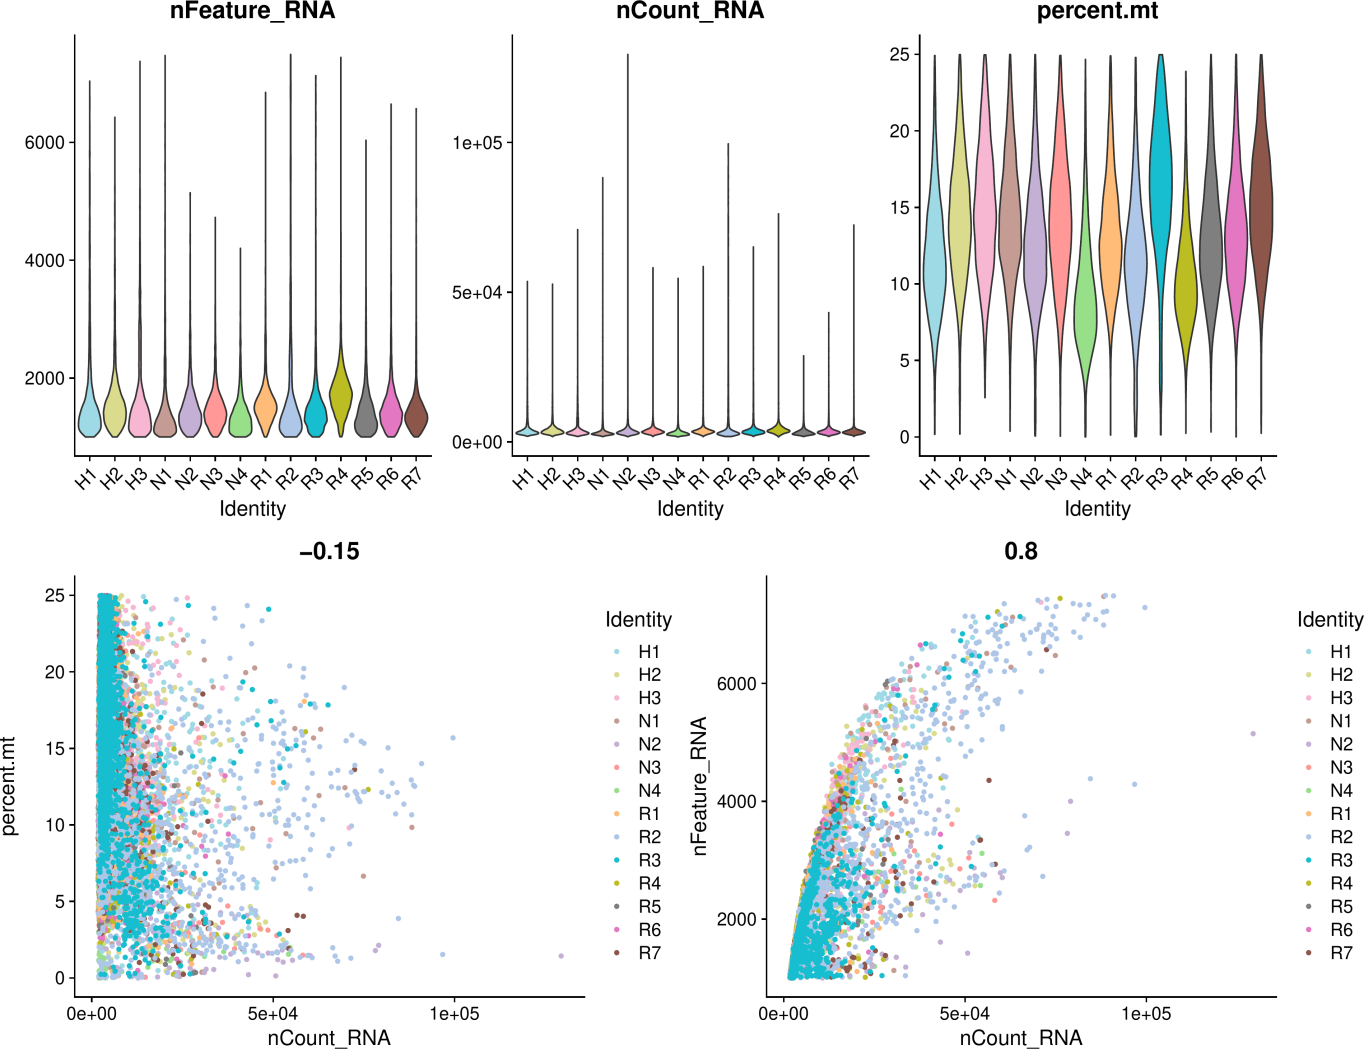 nFeature_RNA
6000
4000
2000
H1 H2 H3 N1 N2 N3 N4 R1 R2 R3 R4 R5 R6 R7
Identity
nCount_RNA
1e+05
5e+04
0e+00
H1 H2 H3 N1 N2 N3 N4 R1 R2 R3 R4 R5 R6 R7
Identity
percent.mt
25
20
15
10
5
0
H1 H2 H3 N1 N2 N3 N4 R1 R2 R3 R4 R5 R6 R7
Identity
−0.15
percent.mt
25
20
15
10
5
0
0e+00 5e+04 1e+05
nCount_RNA
Identity
H1
H2
H3
N1
N2
N3
N4
R1
R2
R3
R4
R5
R6
R7
0.8
nFeature_RNA
6000
4000
2000
0e+00 5e+04 1e+05
nCount_RNA
Identity
H1
H2
H3
N1
N2
N3
N4
R1
R2
R3
R4
R5
R6
R7